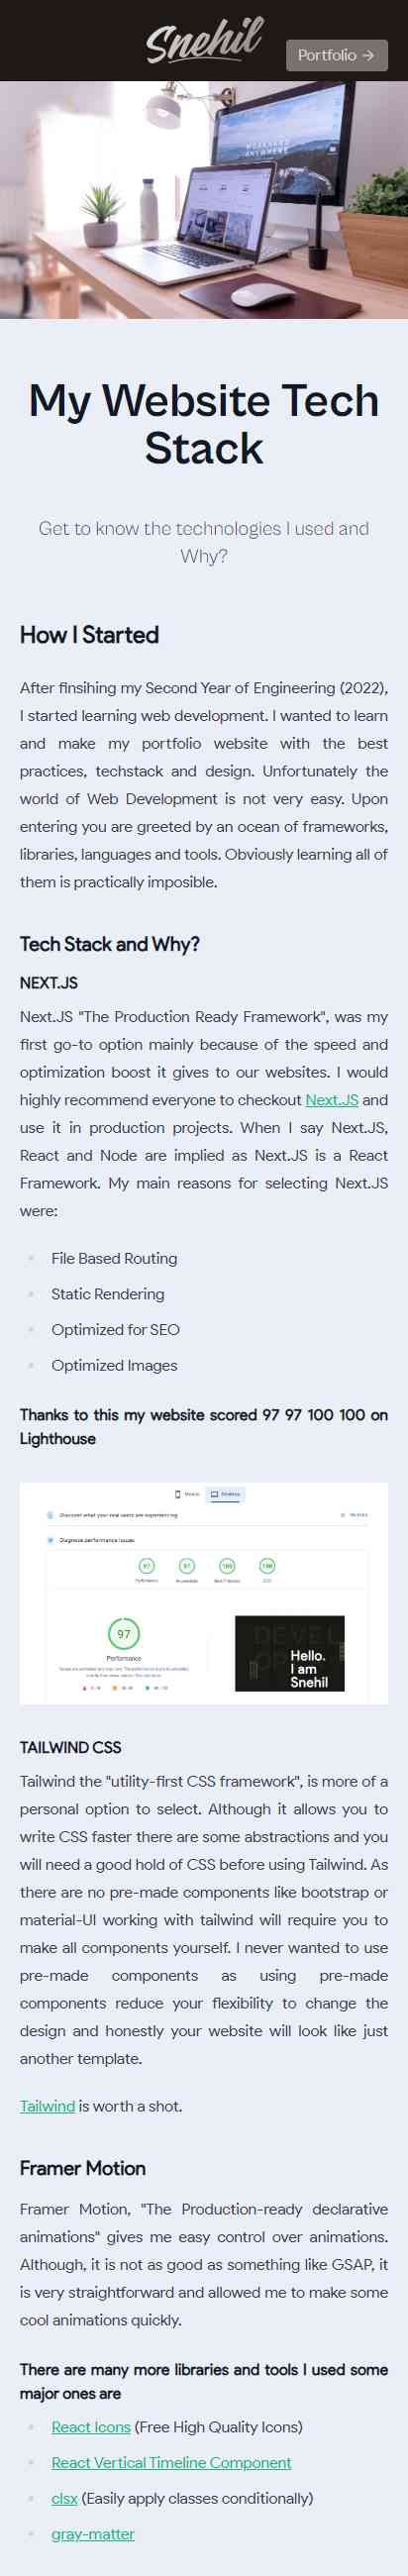 Snehil
Portfolio →
My Website Tech
Stack
Get to know the technologies I used and
Why?
How I Started
After finsihing my Second Year of Engineering (2022),
I started learning web development. I wanted to learn
and make my portfolio website with the best
practices, techstack and design. Unfortunately the
world of Web Development is not very easy. Upon
entering you are greeted by an ocean of frameworks,
libraries, languages and tools. Obviously learning all of
them is practically imposible.
Tech Stack and Why?
NEXT.JS
Next.JS "The Production Ready Framework", was my
first go-to option mainly because of the speed and
optimization boost it gives to our websites. I would
highly recommend everyone to checkout Next.JS and
use it in production projects. When I say Next.JS,
React and Node are implied as Next.JS is a React
Framework. My main reasons for selecting Next.JS
were:
File Based Routing
Static Rendering
Optimized for SEO
Optimized Images
Thanks to this my website scored 97 97 100 100 on
Lighthouse
Discover what your real users are experiencing
Diagnose performance issues
97
Performance
Hello.
I am
Snehil
TAILWIND CSS
Tailwind the "utility-first CSS framework", is more of a
personal option to select. Although it allows you to
write CSS faster there are some abstractions and you
will need a good hold of CSS before using Tailwind. As
there are no pre-made components like bootstrap or
material-UI working with tailwind will require you to
make all components yourself. I never wanted to use
pre-made components as using pre-made
components reduce your flexibility to change the
design and honestly your website will look like just
another template.
Tailwind is worth a shot.
Framer Motion
Framer Motion, "The Production-ready declarative
animations" gives me easy control over animations.
Although, it is not as good as something like GSAP, it
is very straightforward and allowed me to make some
cool animations quickly.
There are many more libraries and tools I used some
major ones are
React Icons (Free High Quality Icons)
React Vertical Timeline Component
clsx (Easily apply classes conditionally)
gray-matter